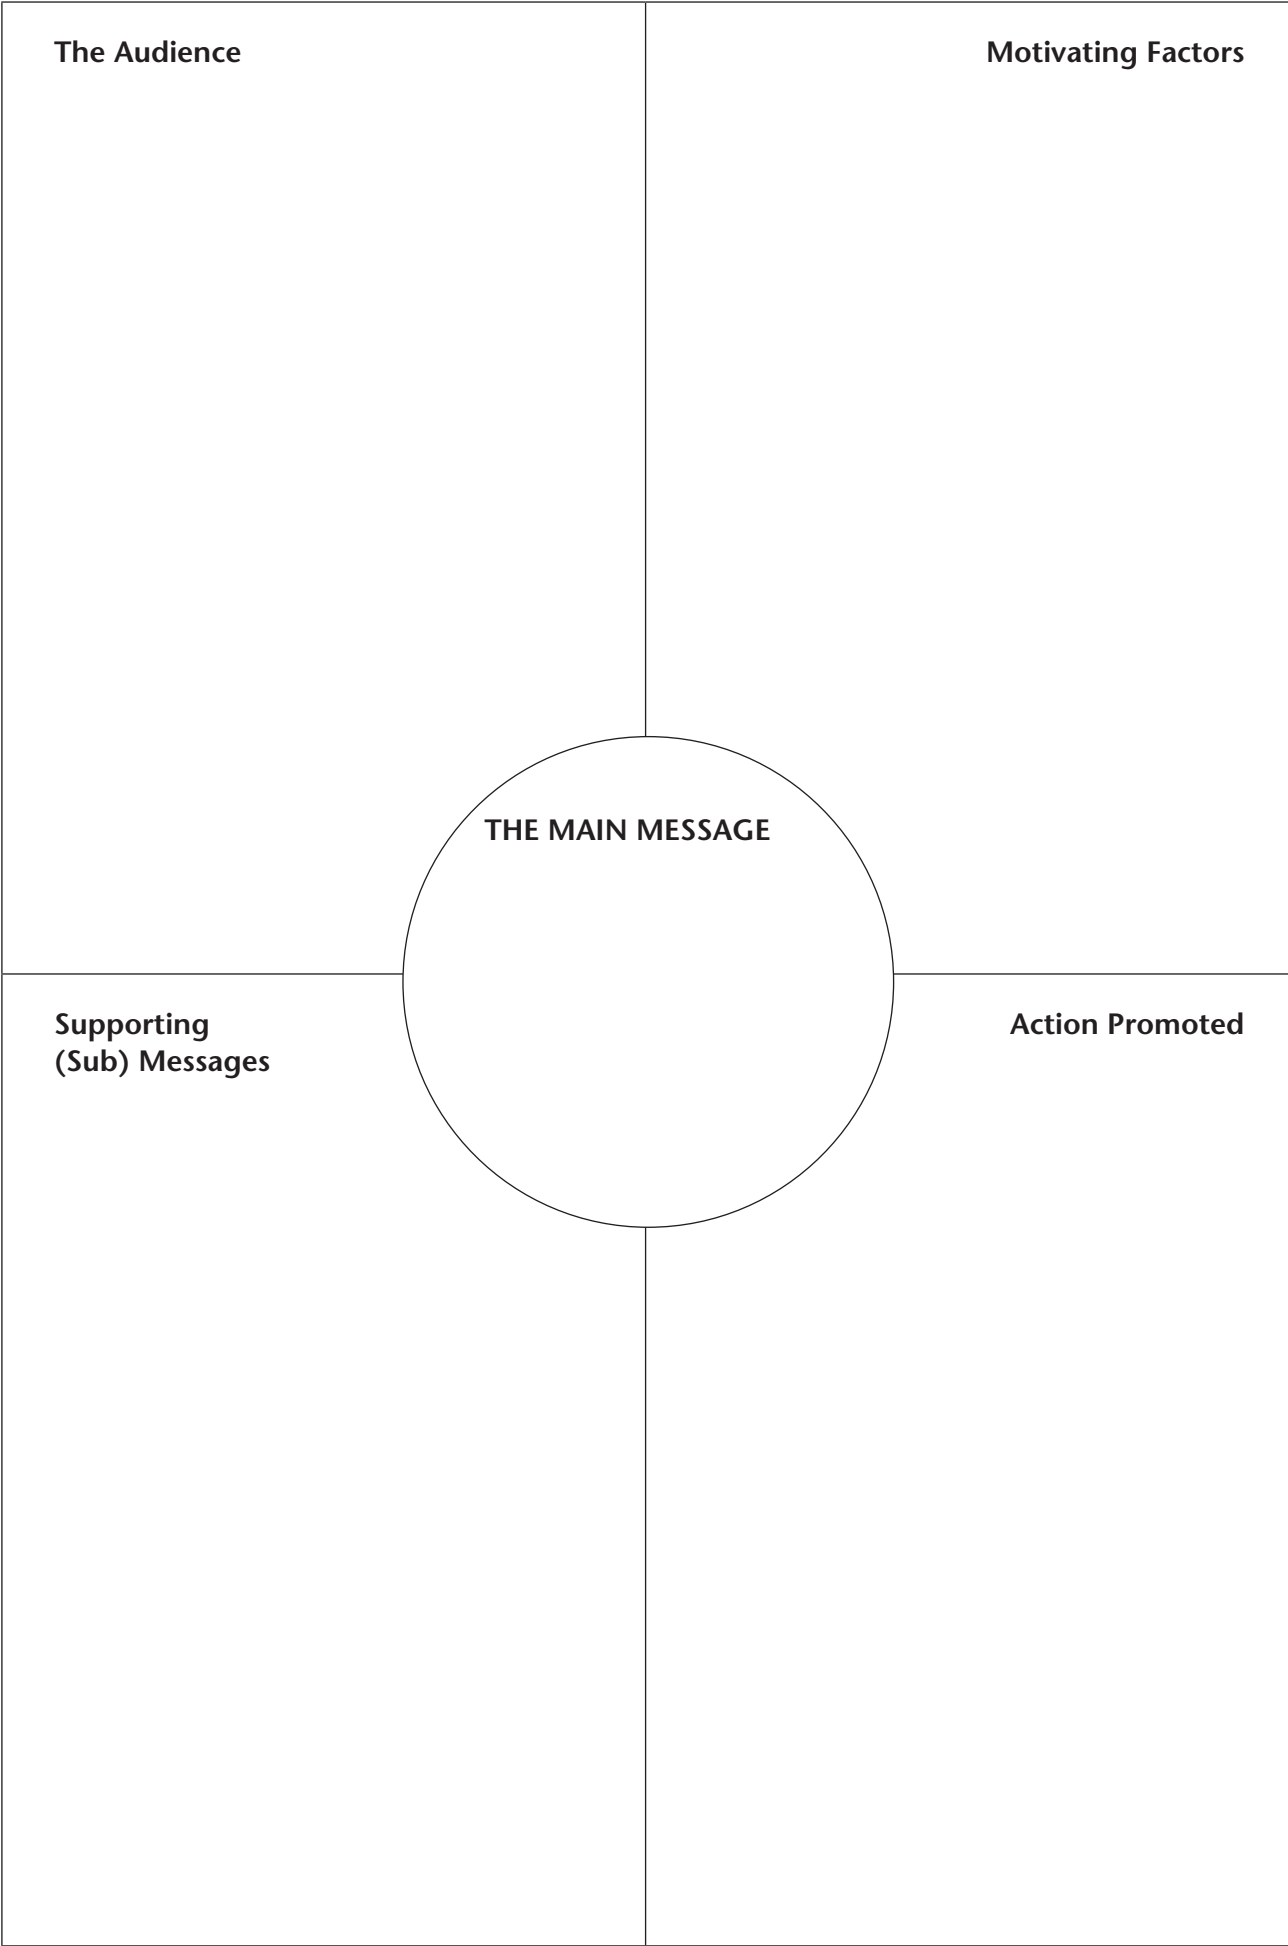 The Audience
Motivating Factors
THE MAIN MESSAGE
Supporting
(Sub) Messages
Action Promoted